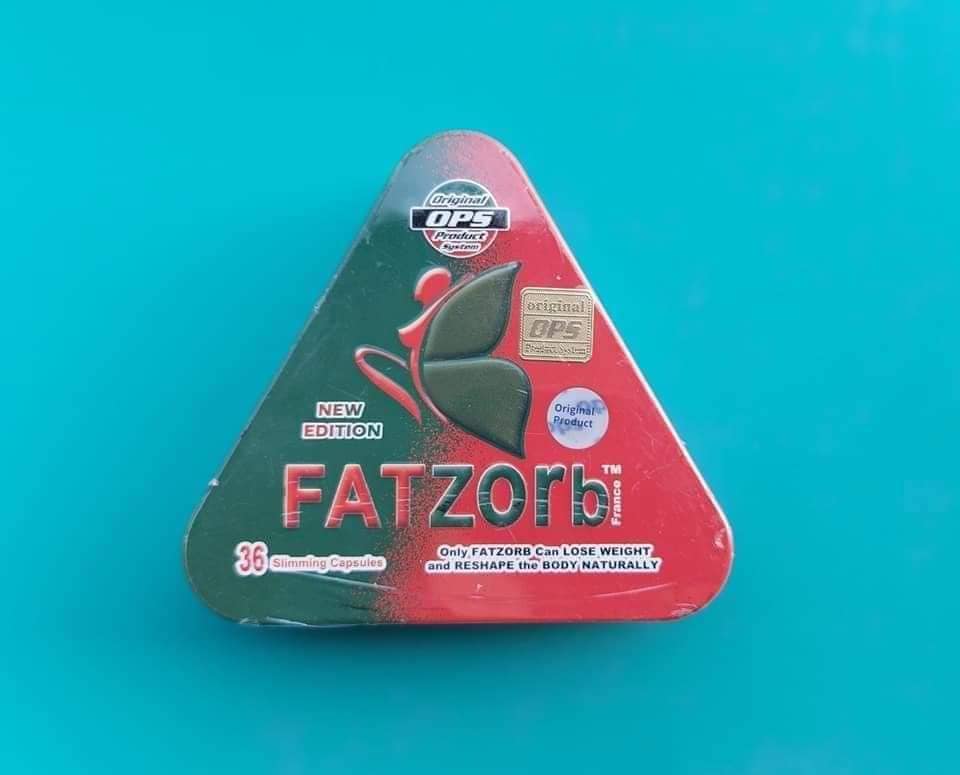 Original
OPS
Product
System
original
OPS
Product System
Original
Product
NEW
EDITION
FATzorb™
France
36 Slimming Capsules
Only FATZORB Can LOSE WEIGHT
and RESHAPE the BODY NATURALLY